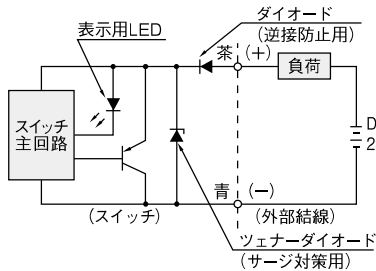 ダイオード
(逆接防止用)
表示用LED
茶 (+)
負荷
スイッチ
主回路
D
2
青 (-)
(スイッチ)
(外部結線)
ツェナーダイオード
(サージ対策用)